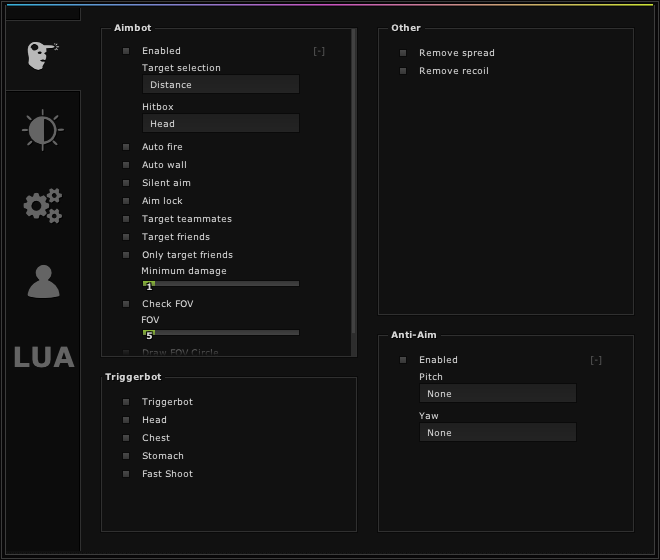 Aimbot
Enabled [-]
Target selection
Distance
Hitbox
Head
Auto fire
Auto wall
Silent aim
Aim lock
Target teammates
Target friends
Only target friends
Minimum damage
1
Check FOV
FOV
5
Draw FOV Circle
Triggerbot
Triggerbot
Head
Chest
Stomach
Fast Shoot
Other
Remove spread
Remove recoil
Anti-Aim
Enabled [-]
Pitch
None
Yaw
None
LUA